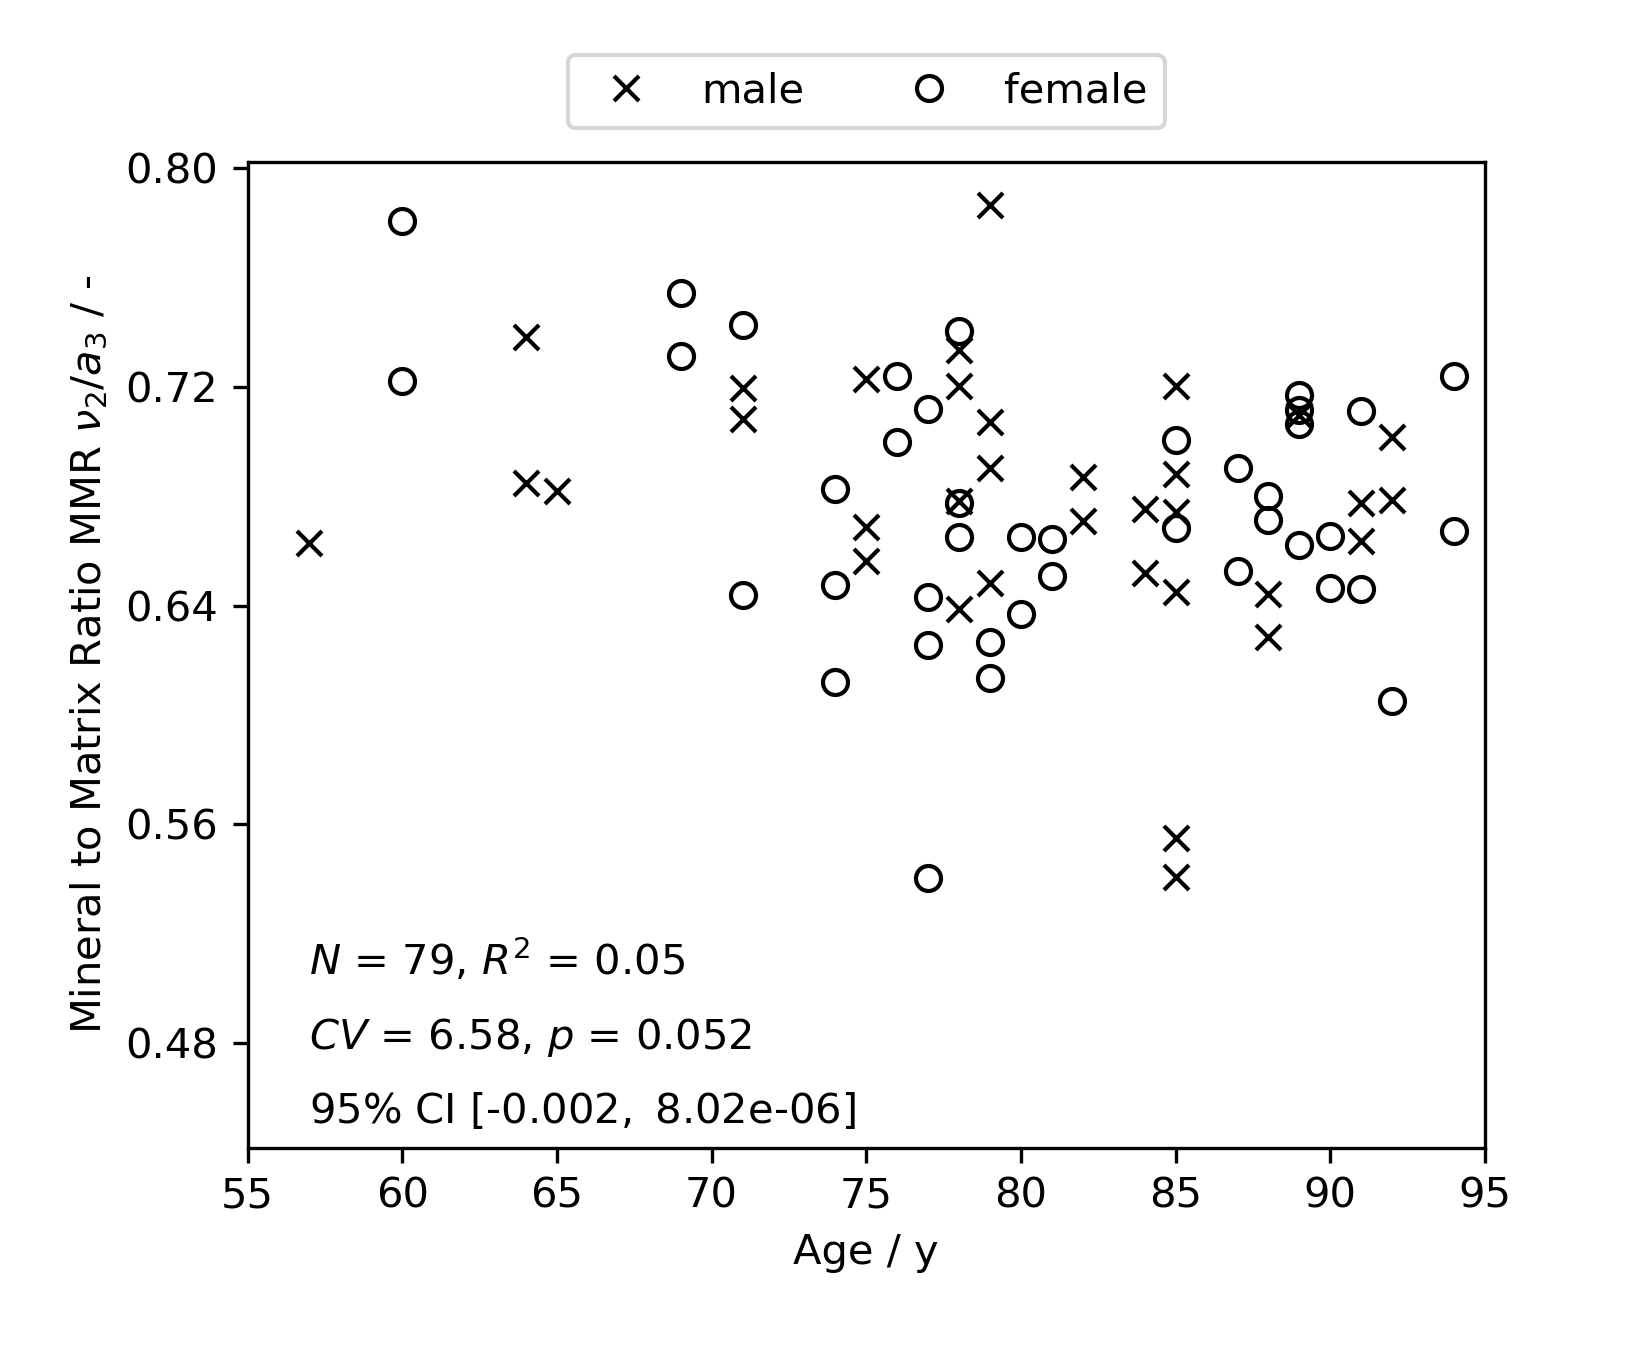 male female
0.80
0.72
0.64
0.56
0.48
Mineral to Matrix Ratio MMR ν₂/a₃ / -
N = 79, R² = 0.05
CV = 6.58, p = 0.052
95% CI [-0.002, 8.02e-06]
55 60 65 70 75 80 85 90 95
Age / y